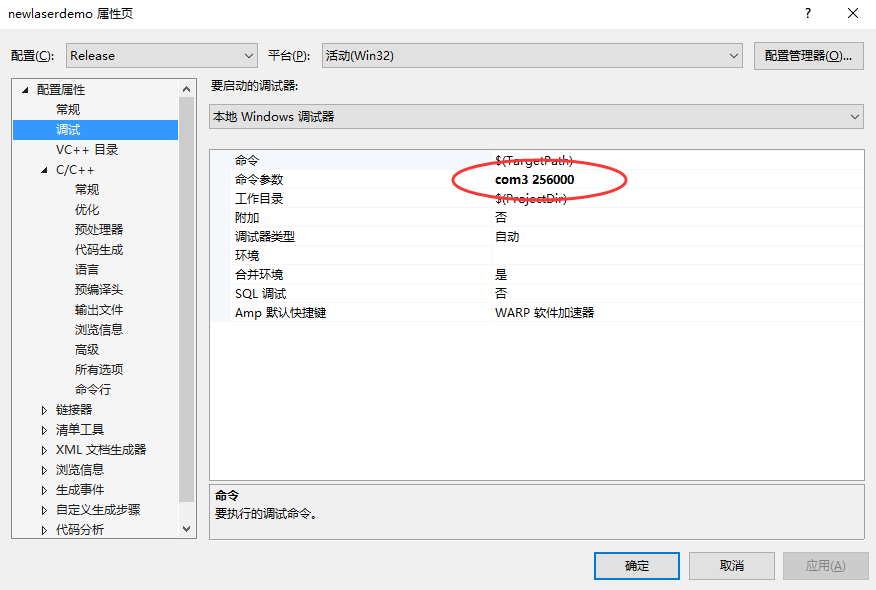 newlaserdemo 属性页
配置(C): Release 平台(P): 活动(Win32) 配置管理器(O)...
配置属性
常规
调试
VC++ 目录
C/C++
常规
优化
预处理器
代码生成
语言
预编译头
输出文件
浏览信息
高级
所有选项
命令行
链接器
清单工具
XML 文档生成器
浏览信息
生成事件
自定义生成步骤
代码分析
要启动的调试器:
本地 Windows 调试器
命令 $(TargetPath)
命令参数 com3 256000
工作目录 $(ProjectDir)
附加 否
调试器类型 自动
环境
合并环境 是
SQL 调试 否
Amp 默认快捷键 WARP 软件加速器
命令
要执行的调试命令。
确定 取消 应用(A)